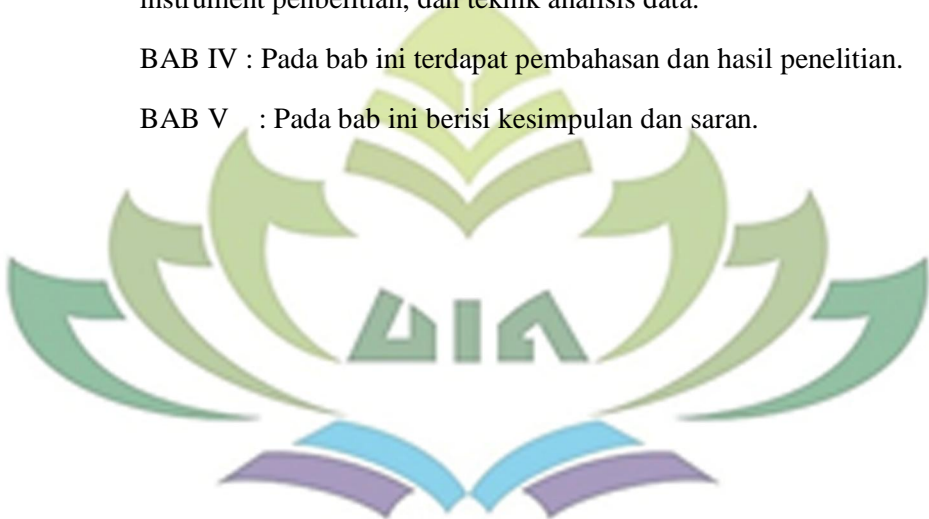 instrument penbelitian, dan teknik analisis data.
BAB IV : Pada bab ini terdapat pembahasan dan hasil penelitian.
BAB V : Pada bab ini berisi kesimpulan dan saran.
UIN